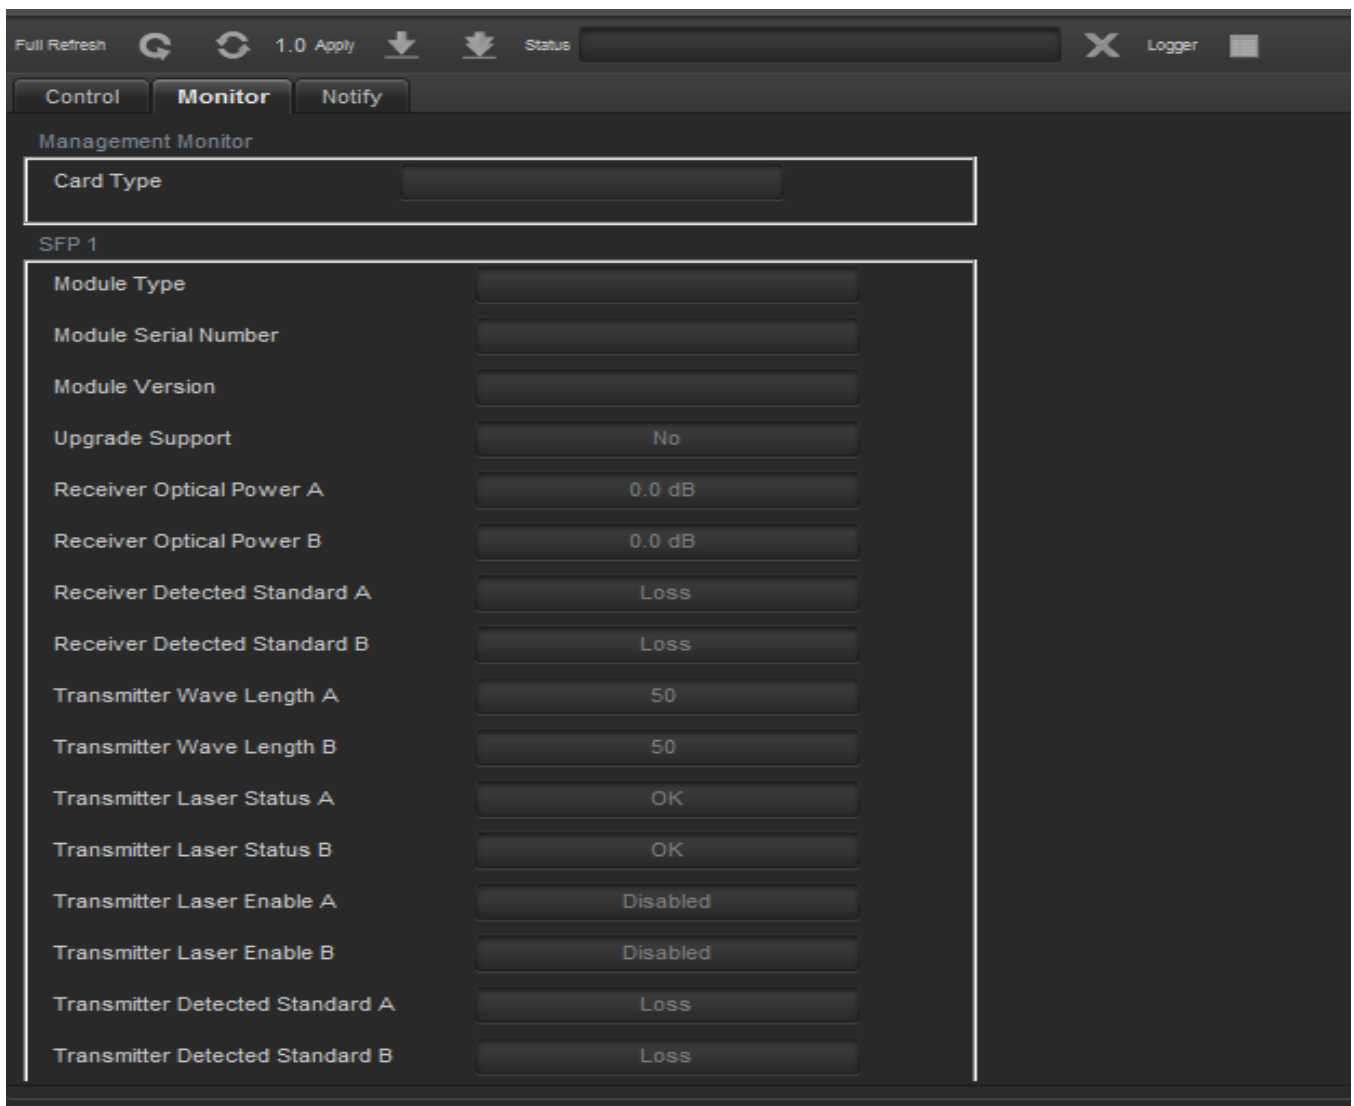 Full Refresh 1.0 Apply Status Logger
Control Monitor Notify
Management Monitor
Card Type
SFP 1
Module Type
Module Serial Number
Module Version
Upgrade Support No
Receiver Optical Power A 0.0 dB
Receiver Optical Power B 0.0 dB
Receiver Detected Standard A Loss
Receiver Detected Standard B Loss
Transmitter Wave Length A 50
Transmitter Wave Length B 50
Transmitter Laser Status A OK
Transmitter Laser Status B OK
Transmitter Laser Enable A Disabled
Transmitter Laser Enable B Disabled
Transmitter Detected Standard A Loss
Transmitter Detected Standard B Loss